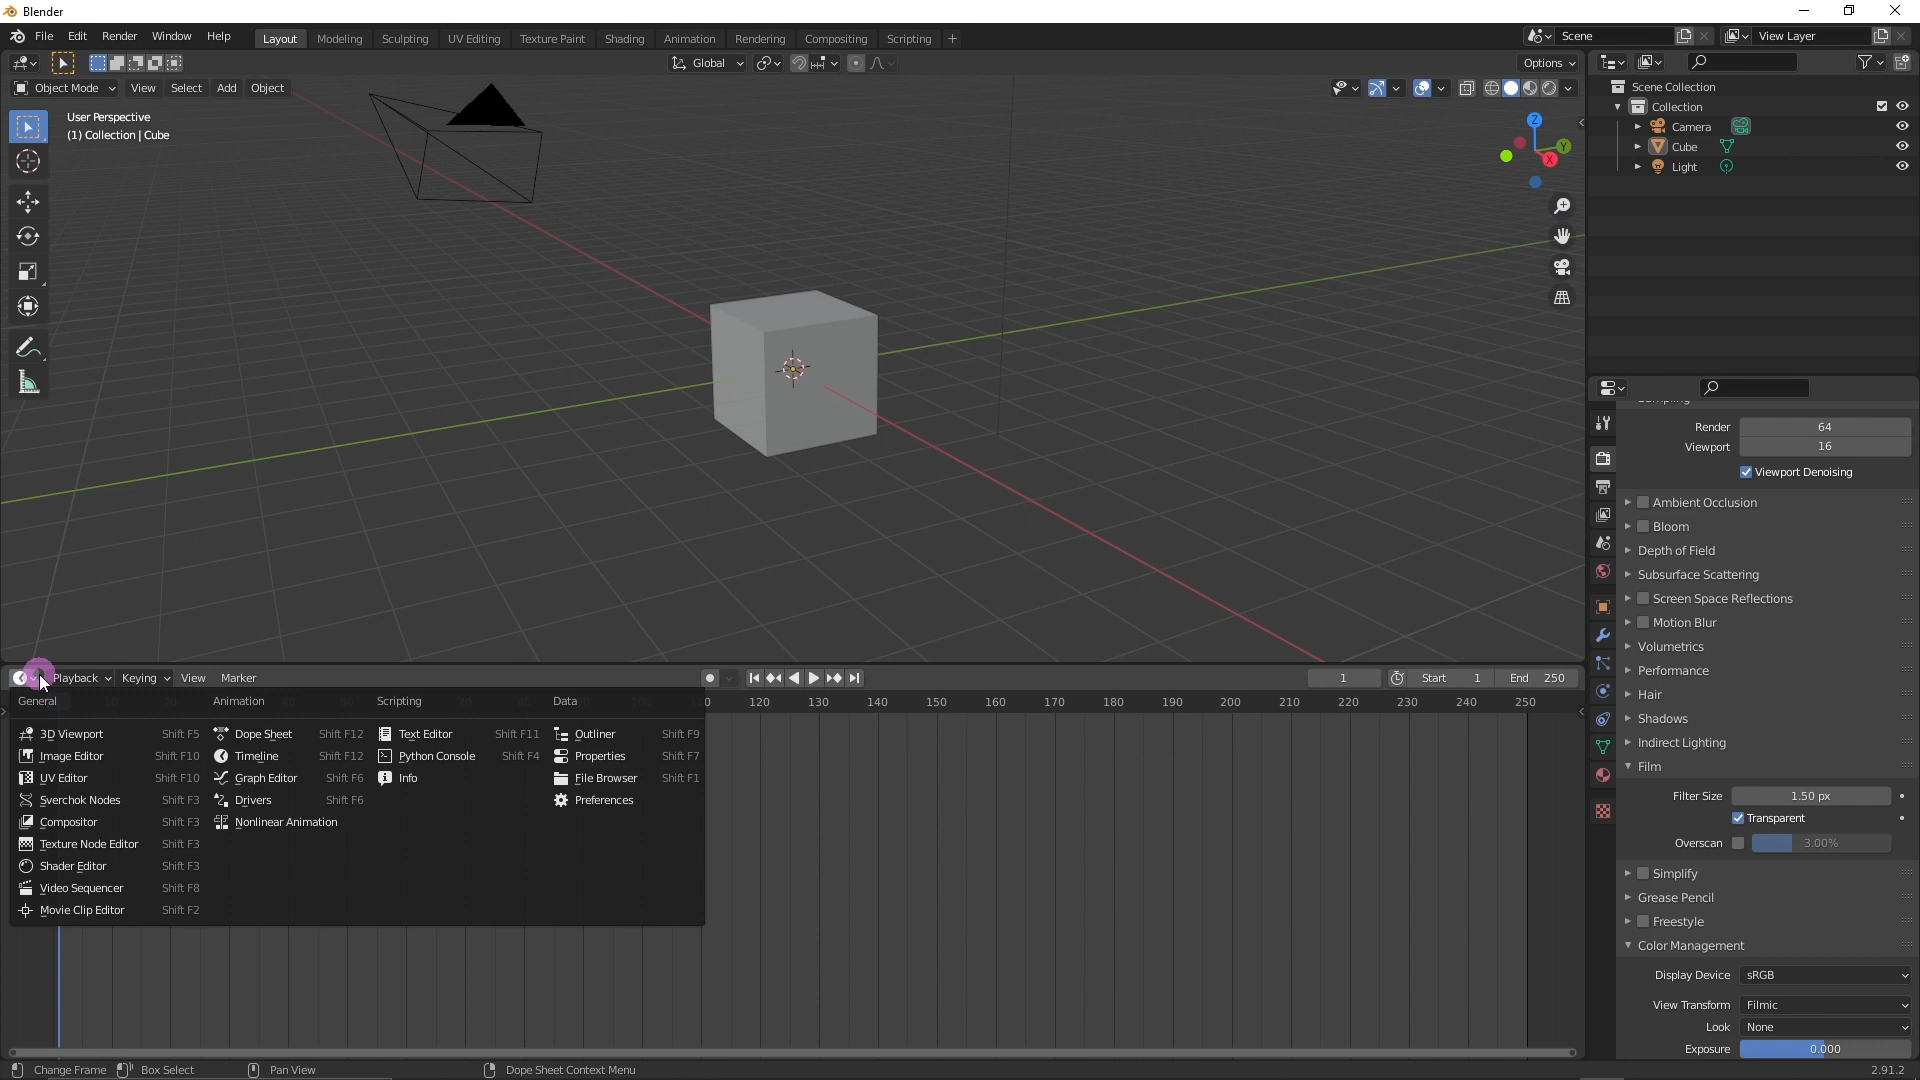 Blender
File Edit Render Window Help
Layout Modeling Sculpting UV Editing Texture Paint Shading Animation Rendering Compositing Scripting +
Scene
View Layer
Global
Options
Object Mode View Select Add Object
User Perspective
(1) Collection | Cube
Z
Y
X
Scene Collection
Collection
Camera
Cube
Light
Render 64
Viewport 16
Viewport Denoising
Ambient Occlusion
Bloom
Depth of Field
Subsurface Scattering
Screen Space Reflections
Motion Blur
Volumetrics
Performance
Hair
Shadows
Indirect Lighting
Film
Filter Size 1.50 px
Transparent
Overscan 3.00%
Simplify
Grease Pencil
Freestyle
Color Management
Display Device sRGB
View Transform Filmic
Look None
Exposure 0.000
Playback Keying View Marker
1 Start 1 End 250
120 130 140 150 160 170 180 190 200 210 220 230 240 250
General
3D Viewport Shift F5
Image Editor Shift F10
UV Editor Shift F10
Sverchok Nodes Shift F3
Compositor Shift F3
Texture Node Editor Shift F3
Shader Editor Shift F3
Video Sequencer Shift F8
Movie Clip Editor Shift F2
Animation
Dope Sheet Shift F12
Timeline Shift F12
Graph Editor Shift F6
Drivers Shift F6
Nonlinear Animation
Scripting
Text Editor Shift F11
Python Console Shift F4
Info
Data
Outliner Shift F9
Properties Shift F7
File Browser Shift F1
Preferences
Change Frame Box Select Pan View Dope Sheet Context Menu
2.91.2